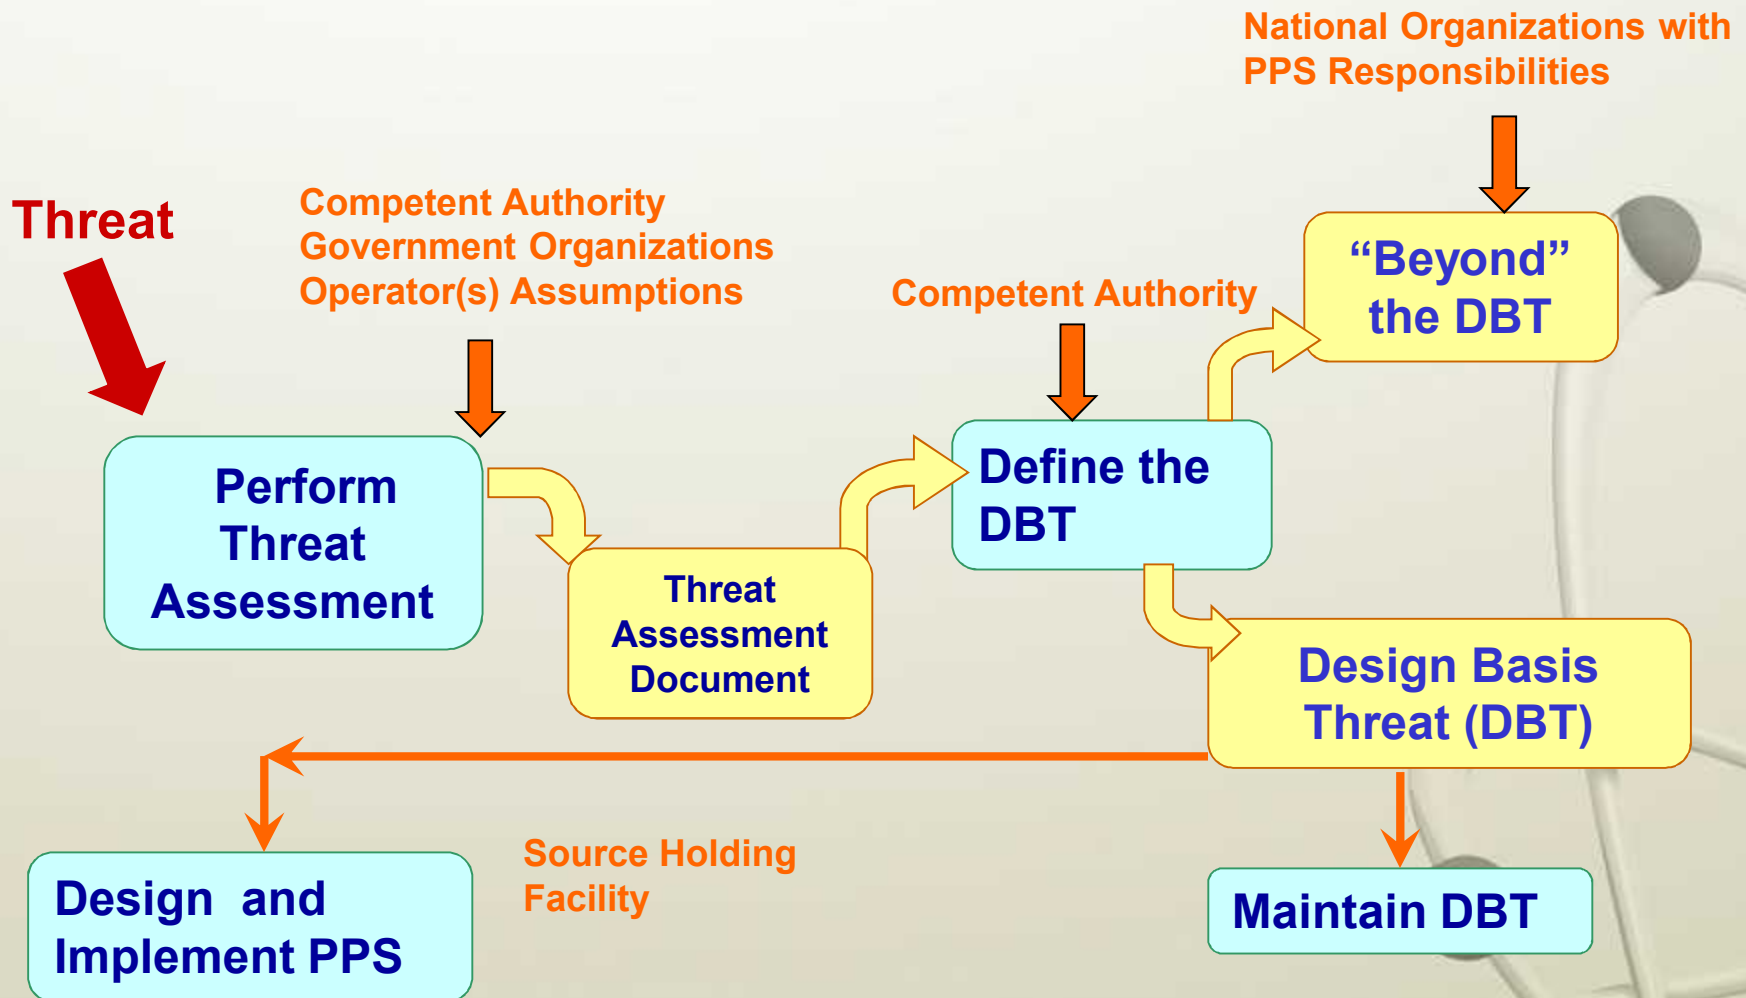 National Organizations with
PPS Responsibilities
Threat
Competent Authority
Government Organizations
Operator(s) Assumptions
Competent Authority
“Beyond”
the DBT
Perform
Threat
Assessment
Define the
DBT
Threat
Assessment
Document
Design Basis
Threat (DBT)
Source Holding
Facility
Design and
Implement PPS
Maintain DBT